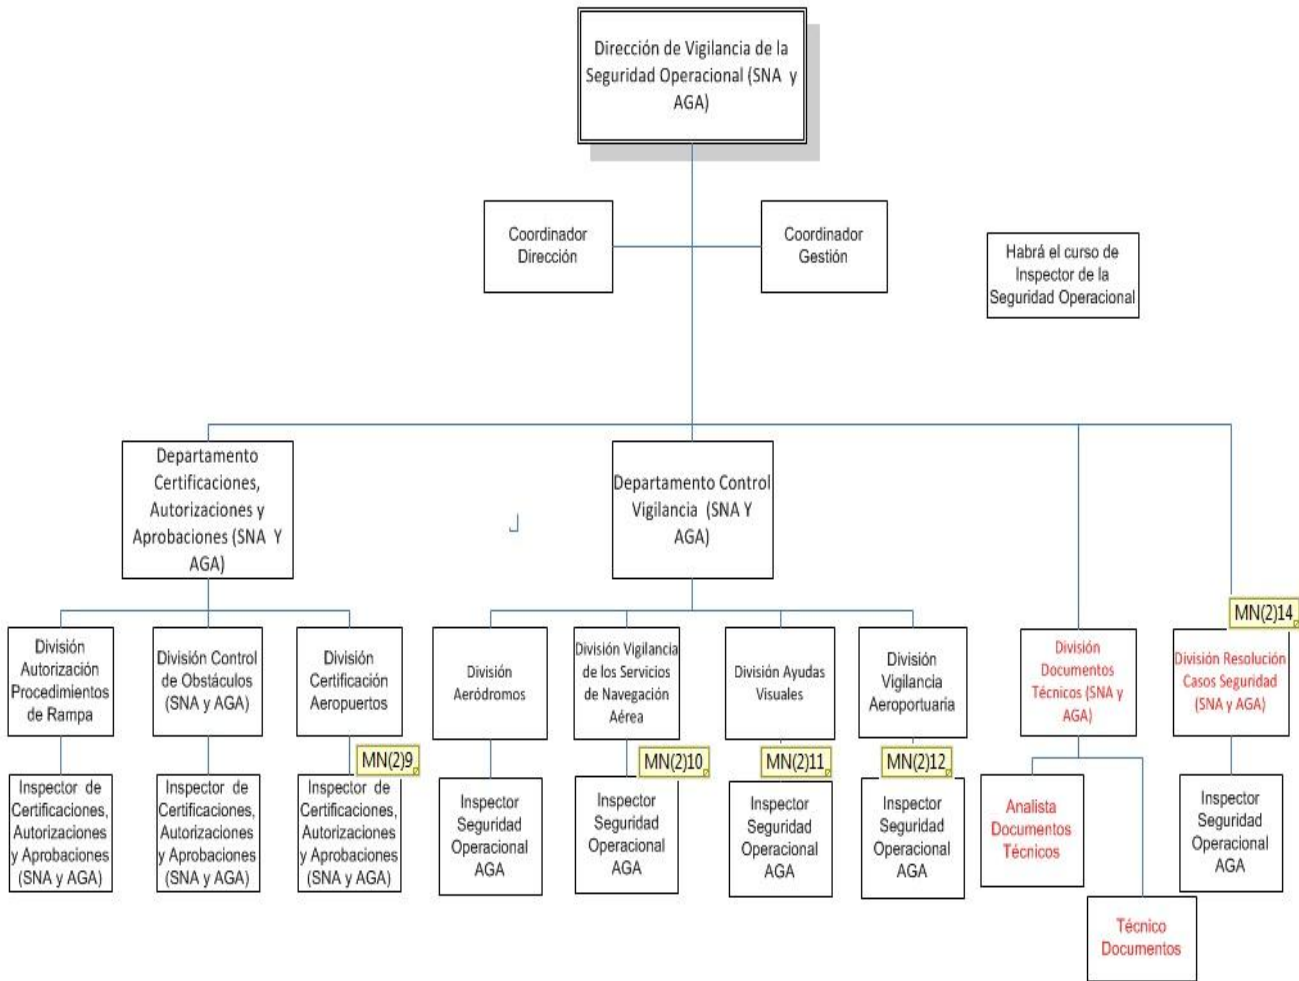 Dirección de Vigilancia de la
Seguridad Operacional (SNA y
AGA)
Coordinador
Dirección
Coordinador
Gestión
Habrá el curso de
Inspector de la
Seguridad Operacional
Departamento
Certificaciones,
Autorizaciones y
Aprobaciones (SNA Y
AGA)
Departamento Control
Vigilancia (SNA Y
AGA)
MN(2)14
División
Autorización
Procedimientos
de Rampa
División Control
de Obstáculos
(SNA y AGA)
División
Certificación
Aeropuertos
División
Aeródromos
División Vigilancia
de los Servicios
de Navegación
Aérea
División Ayudas
Visuales
División
Vigilancia
Aeroportuaria
División
Documentos
Técnicos (SNA y
AGA)
División Resolución
Casos Seguridad
(SNA y AGA)
MN(2)9
MN(2)10
MN(2)11
MN(2)12
Inspector de
Certificaciones,
Autorizaciones
y Aprobaciones
(SNA y AGA)
Inspector de
Certificaciones,
Autorizaciones
y Aprobaciones
(SNA y AGA)
Inspector de
Certificaciones,
Autorizaciones
y Aprobaciones
(SNA y AGA)
Inspector
Seguridad
Operacional
AGA
Inspector
Seguridad
Operacional
AGA
Inspector
Seguridad
Operacional
AGA
Inspector
Seguridad
Operacional
AGA
Analista
Documentos
Técnicos
Inspector
Seguridad
Operacional
AGA
Técnico
Documentos